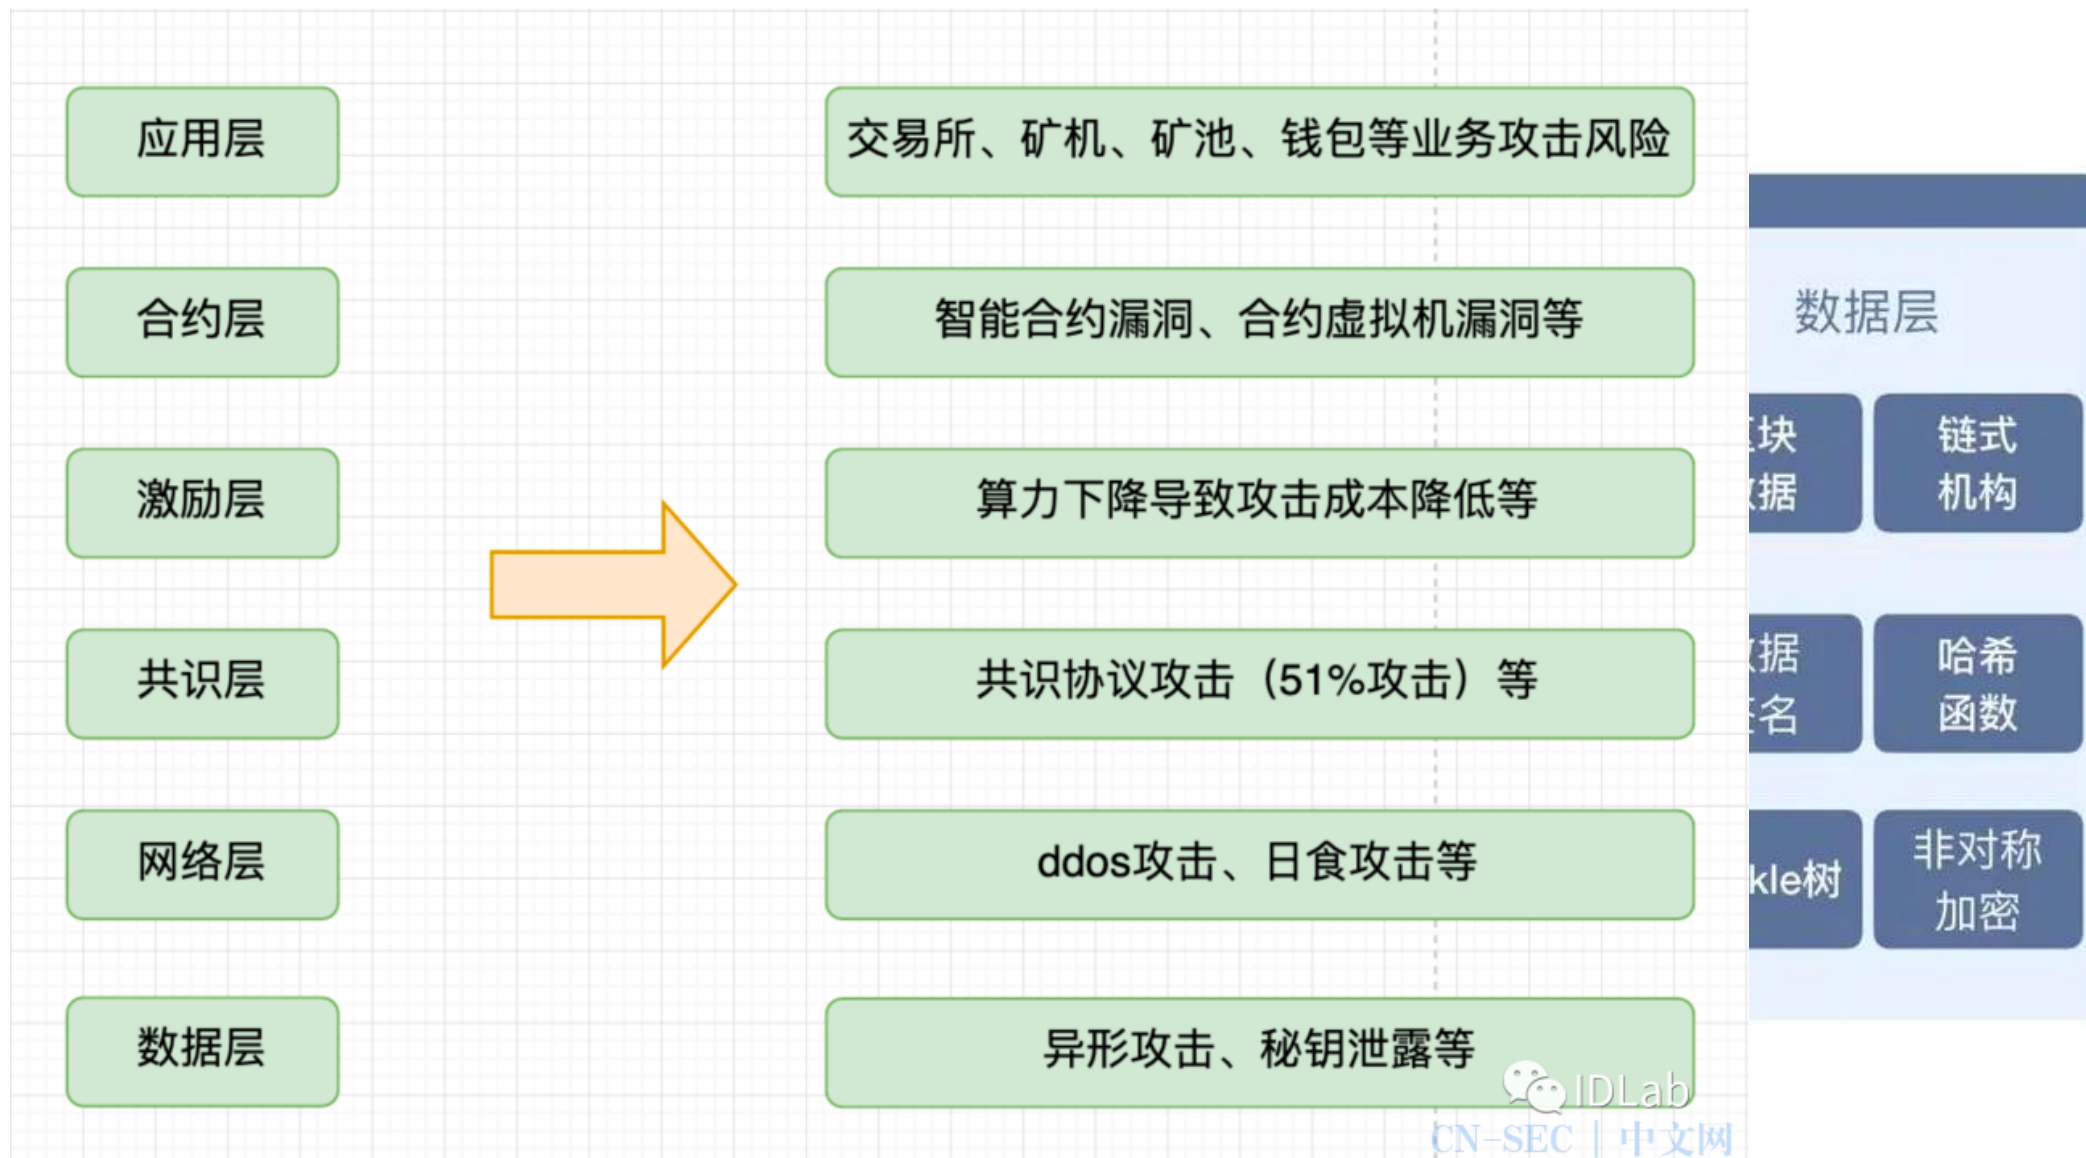 应用层
交易所、矿机、矿池、钱包等业务攻击风险
合约层
智能合约漏洞、合约虚拟机漏洞等
激励层
算力下降导致攻击成本降低等
共识层
共识协议攻击（51%攻击）等
网络层
ddos攻击、日食攻击等
数据层
异形攻击、秘钥泄露等
IDLab
CN-SEC | 中文网
数据层
块
据
链式
机构
据
名
哈希
函数
kle树
非对称
加密